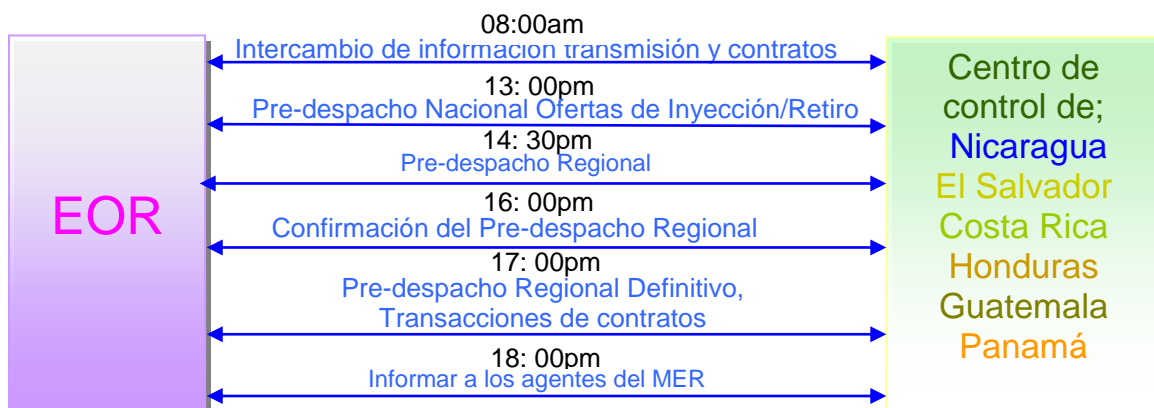 08:00am
Intercambio de información transmisión y contratos
13: 00pm
Pre-despacho Nacional Ofertas de Inyección/Retiro
14: 30pm
Pre-despacho Regional
16: 00pm
Confirmación del Pre-despacho Regional
17: 00pm
Pre-despacho Regional Definitivo,
Transacciones de contratos
18: 00pm
Informar a los agentes del MER
EOR
Centro de
control de;
Nicaragua
El Salvador
Costa Rica
Honduras
Guatemala
Panamá